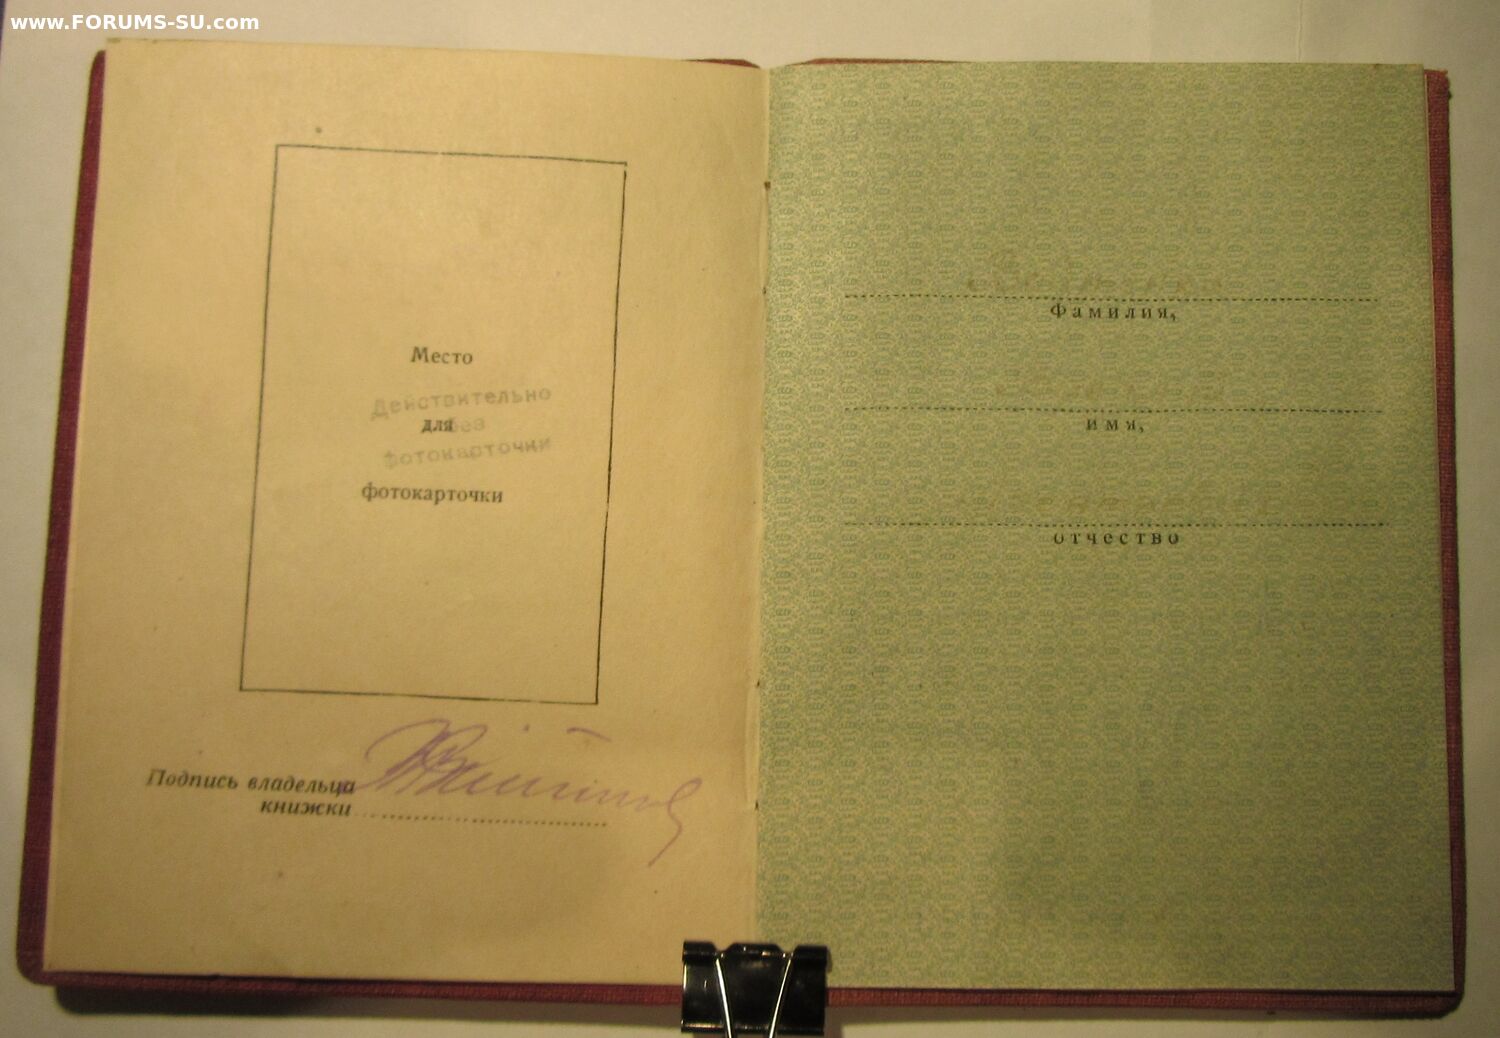 www.FORUMS-SU.com
Место
Действительно
для без
фотокарточки
фотокарточки
Подпись владельца
книжки
Фамилия,
имя,
отчество